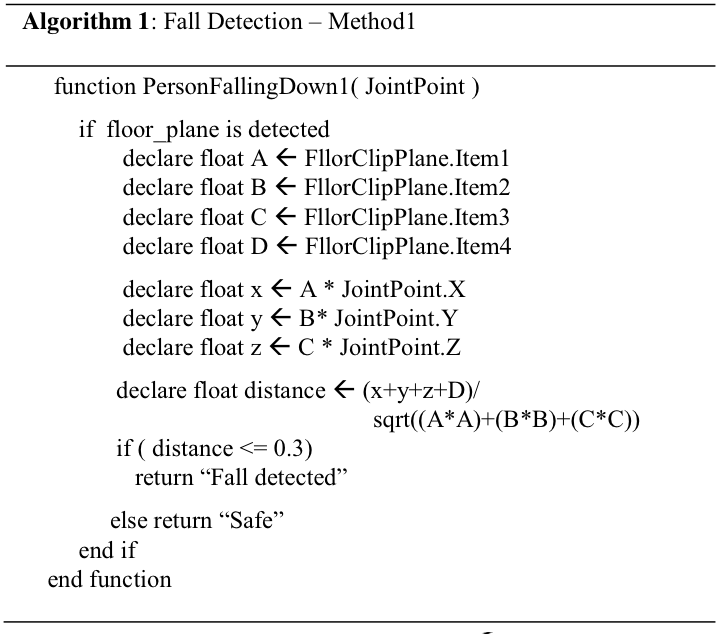 Algorithm 1: Fall Detection – Method1
function PersonFallingDown1( JointPoint )
if floor_plane is detected
declare float A ← FllorClipPlane.Item1
declare float B ← FllorClipPlane.Item2
declare float C ← FllorClipPlane.Item3
declare float D ← FllorClipPlane.Item4
declare float x ← A * JointPoint.X
declare float y ← B* JointPoint.Y
declare float z ← C * JointPoint.Z
declare float distance ← (x+y+z+D)/
sqrt((A*A)+(B*B)+(C*C))
if ( distance <= 0.3)
return “Fall detected”
else return “Safe”
end if
end function